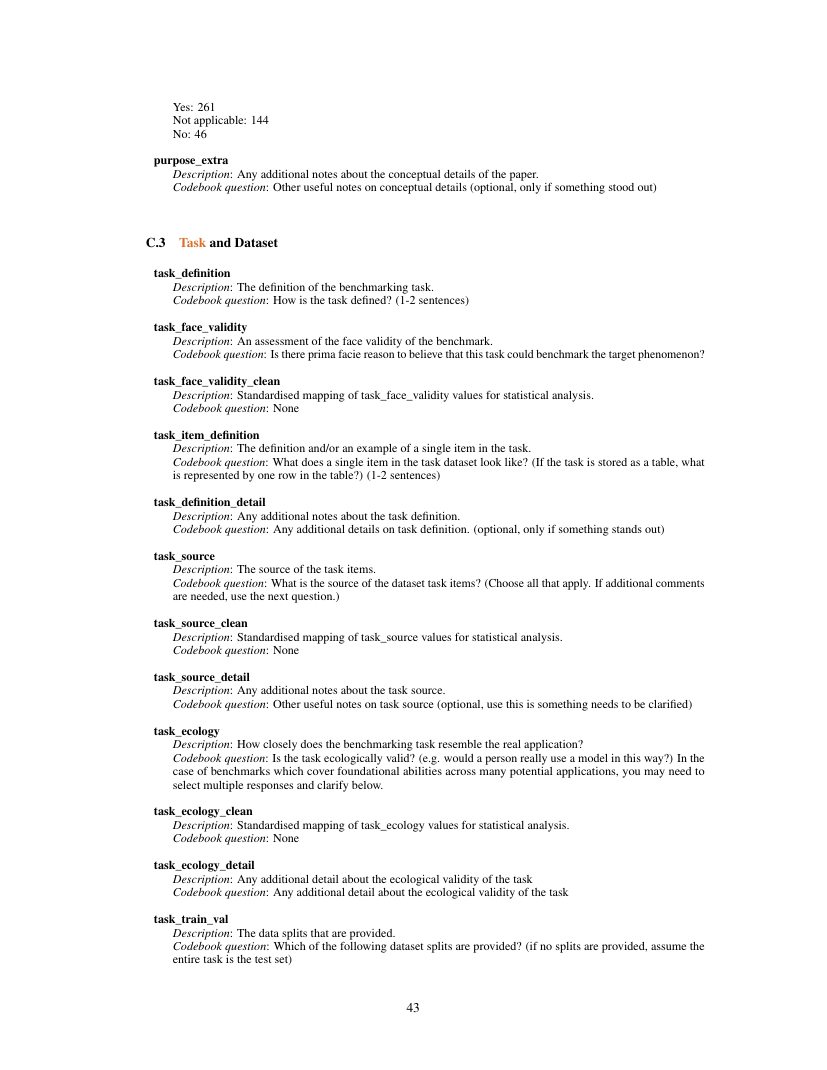 Yes: 261
Not applicable: 144
No: 46
purpose_extra
Description: Any additional notes about the conceptual details of the paper.
Codebook question: Other useful notes on conceptual details (optional, only if something stood out)
C.3 Task and Dataset
task_definition
Description: The definition of the benchmarking task.
Codebook question: How is the task defined? (1-2 sentences)
task_face_validity
Description: An assessment of the face validity of the benchmark.
Codebook question: Is there prima facie reason to believe that this task could benchmark the target phenomenon?
task_face_validity_clean
Description: Standardised mapping of task_face_validity values for statistical analysis.
Codebook question: None
task_item_definition
Description: The definition and/or an example of a single item in the task.
Codebook question: What does a single item in the task dataset look like? (If the task is stored as a table, what
is represented by one row in the table?) (1-2 sentences)
task_definition_detail
Description: Any additional notes about the task definition.
Codebook question: Any additional details on task definition. (optional, only if something stands out)
task_source
Description: The source of the task items.
Codebook question: What is the source of the dataset task items? (Choose all that apply. If additional comments
are needed, use the next question.)
task_source_clean
Description: Standardised mapping of task_source values for statistical analysis.
Codebook question: None
task_source_detail
Description: Any additional notes about the task source.
Codebook question: Other useful notes on task source (optional, use this is something needs to be clarified)
task_ecology
Description: How closely does the benchmarking task resemble the real application?
Codebook question: Is the task ecologically valid? (e.g. would a person really use a model in this way?) In the
case of benchmarks which cover foundational abilities across many potential applications, you may need to
select multiple responses and clarify below.
task_ecology_clean
Description: Standardised mapping of task_ecology values for statistical analysis.
Codebook question: None
task_ecology_detail
Description: Any additional detail about the ecological validity of the task
Codebook question: Any additional detail about the ecological validity of the task
task_train_val
Description: The data splits that are provided.
Codebook question: Which of the following dataset splits are provided? (if no splits are provided, assume the
entire task is the test set)
43